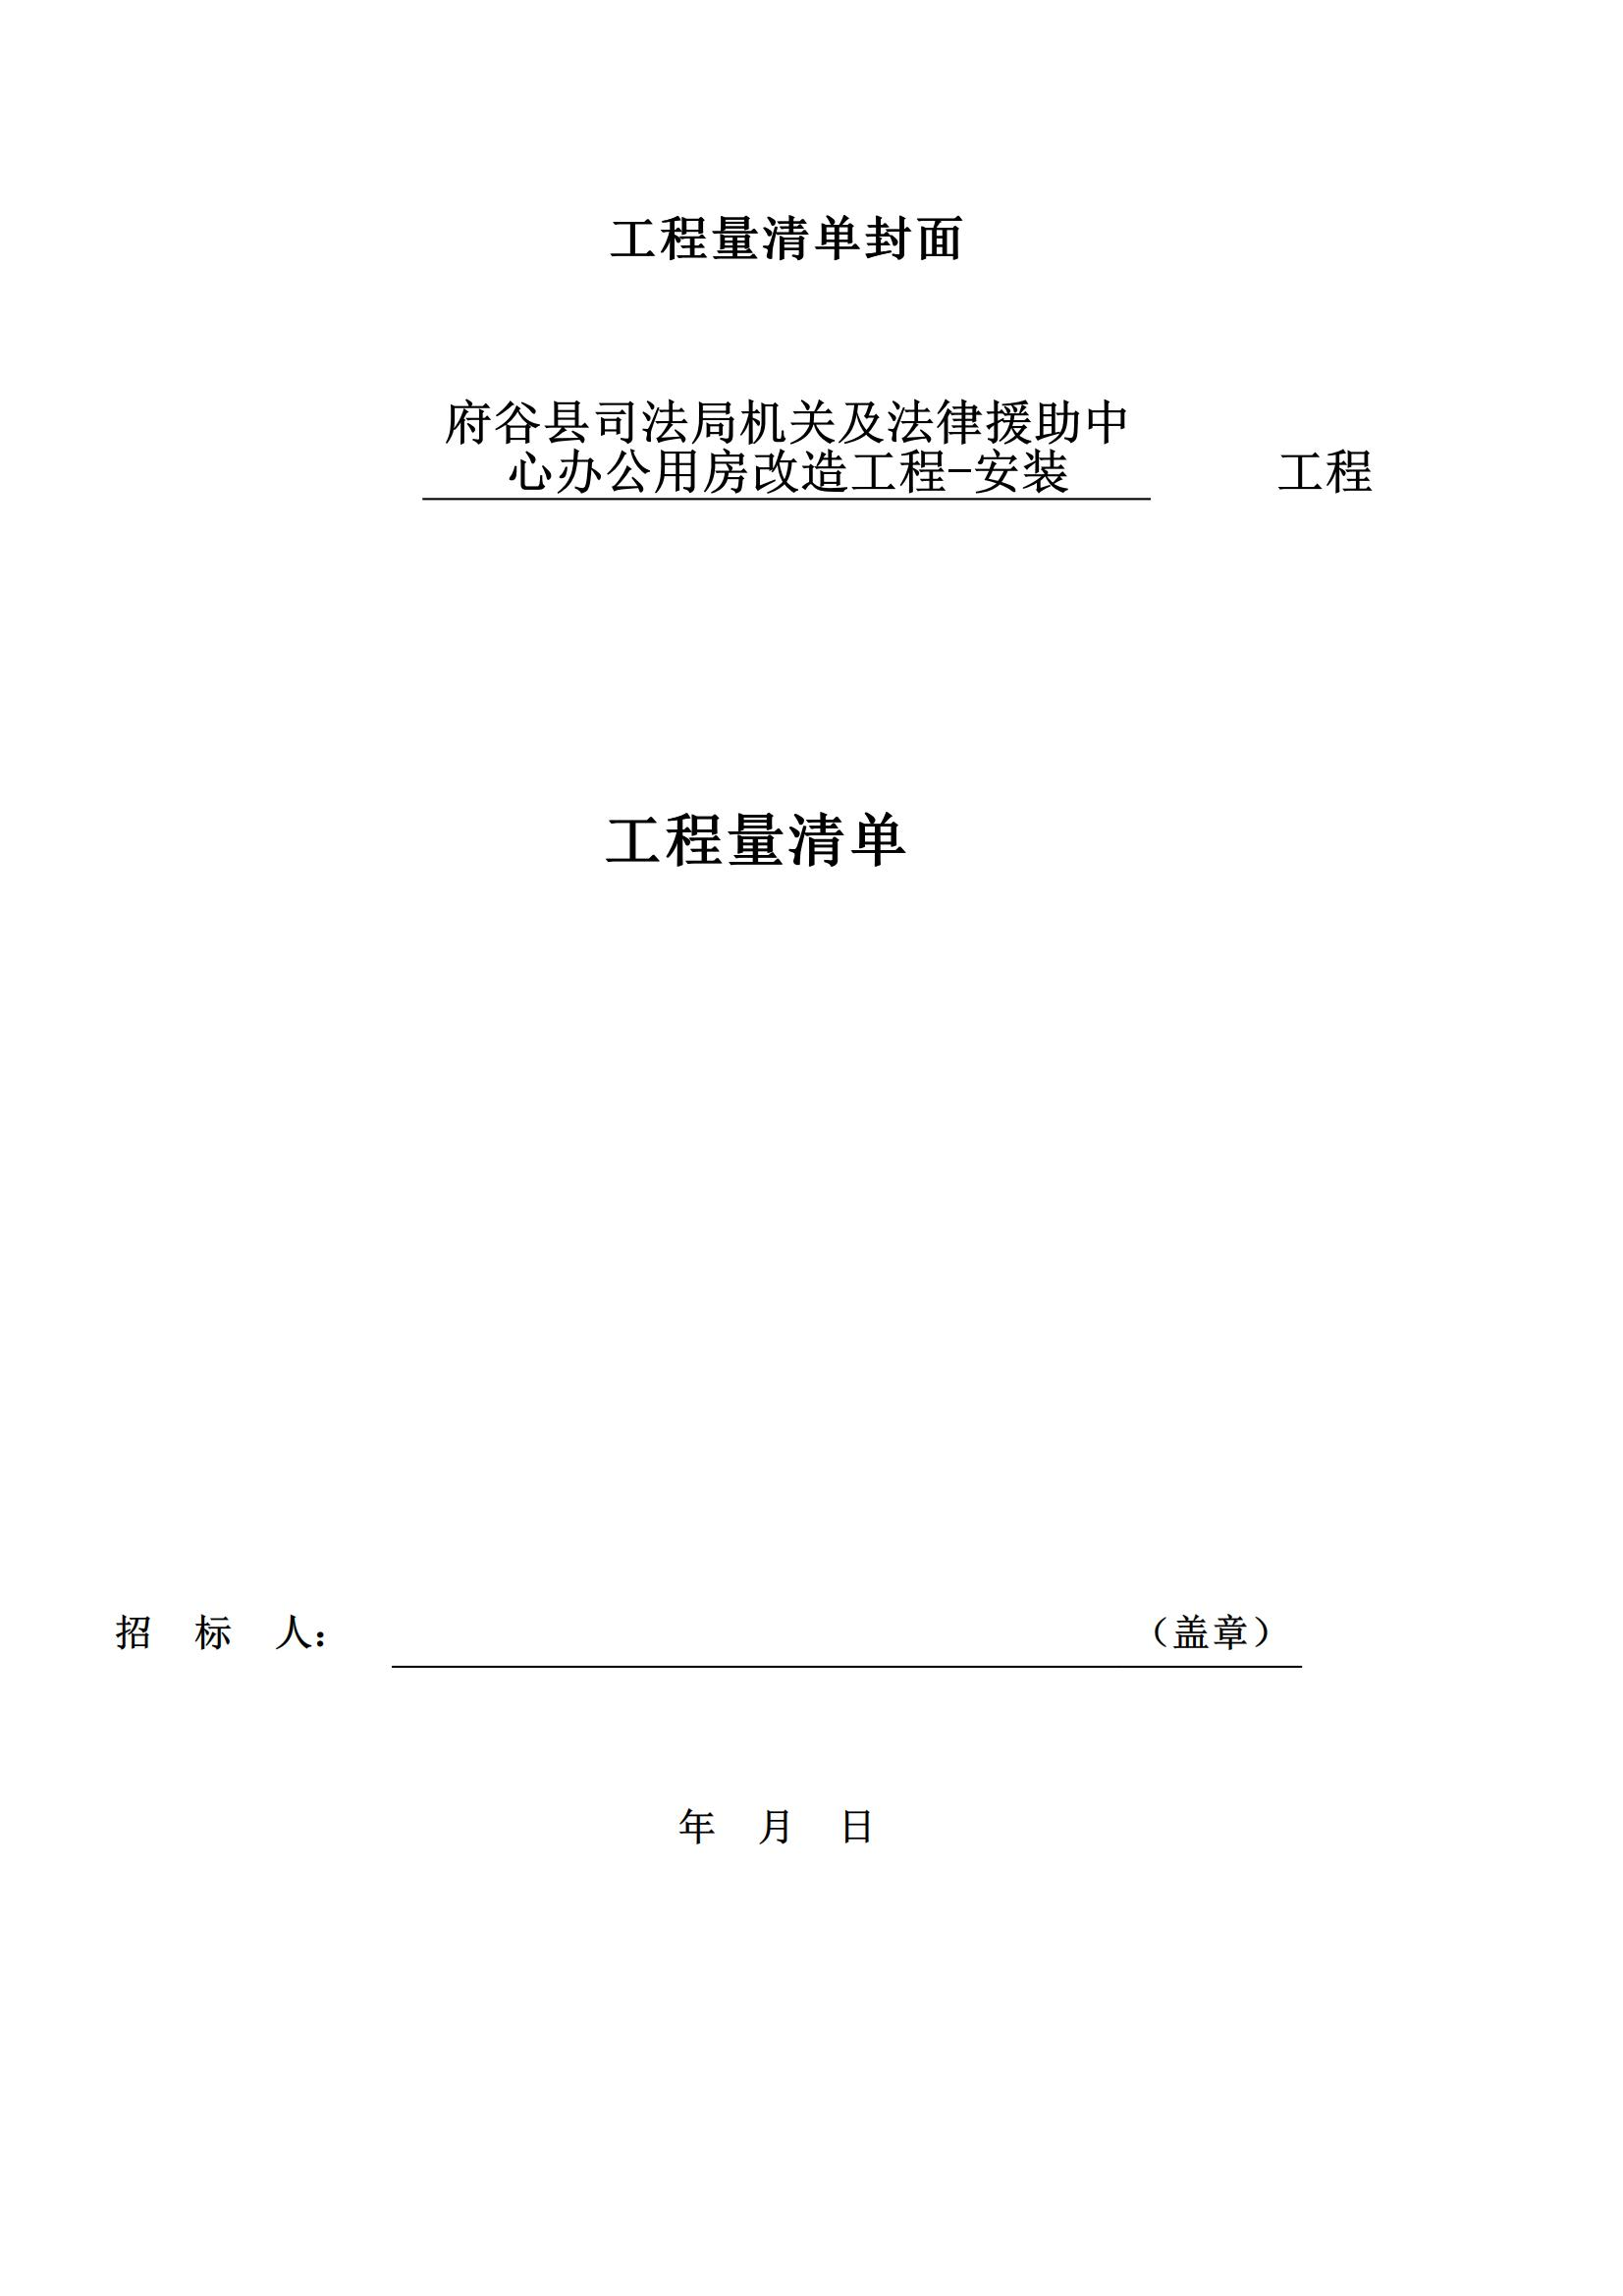 工程量清单封面
府谷县司法局机关及法律援助中
心办公用房改造工程-安装 工程
工程量清单
招 标 人: （盖章）
年 月 日